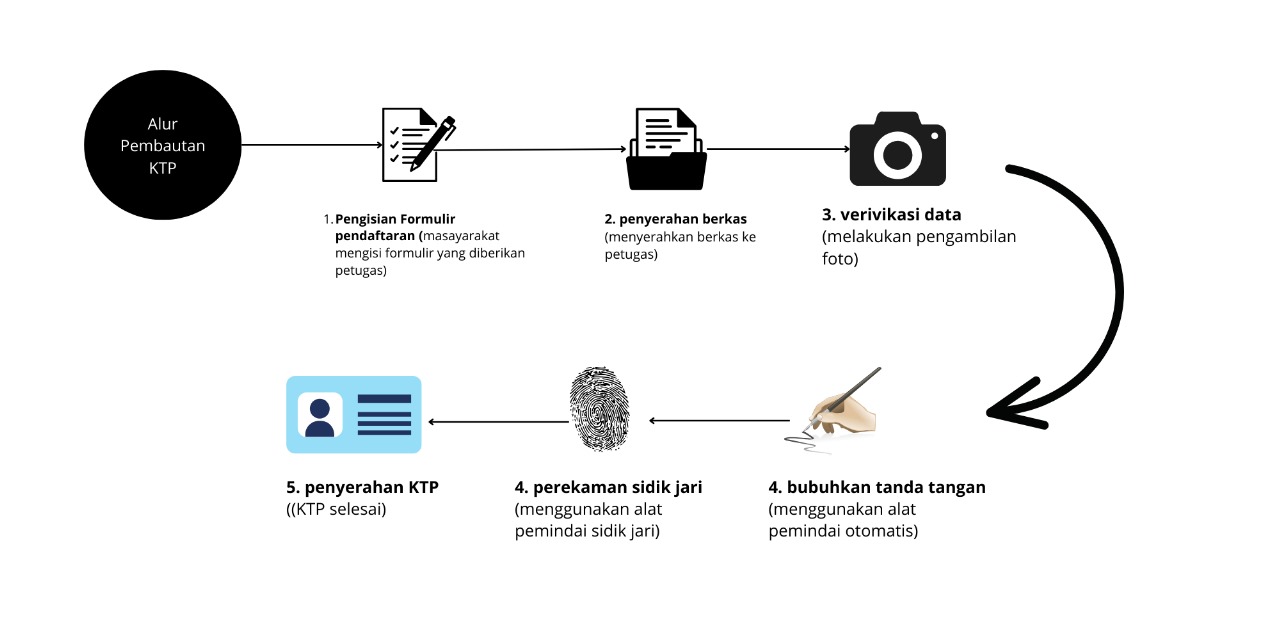 Alur
Pembautan
KTP
1. Pengisian Formulir
pendaftaran (masayarakat
mengisi formulir yang diberikan
petugas)
2. penyerahan berkas
(menyerahkan berkas ke
petugas)
3. verivikasi data
(melakukan pengambilan
foto)
5. penyerahan KTP
((KTP selesai)
4. perekaman sidik jari
(menggunakan alat
pemindai sidik jari)
4. bubuhkan tanda tangan
(menggunakan alat
pemindai otomatis)